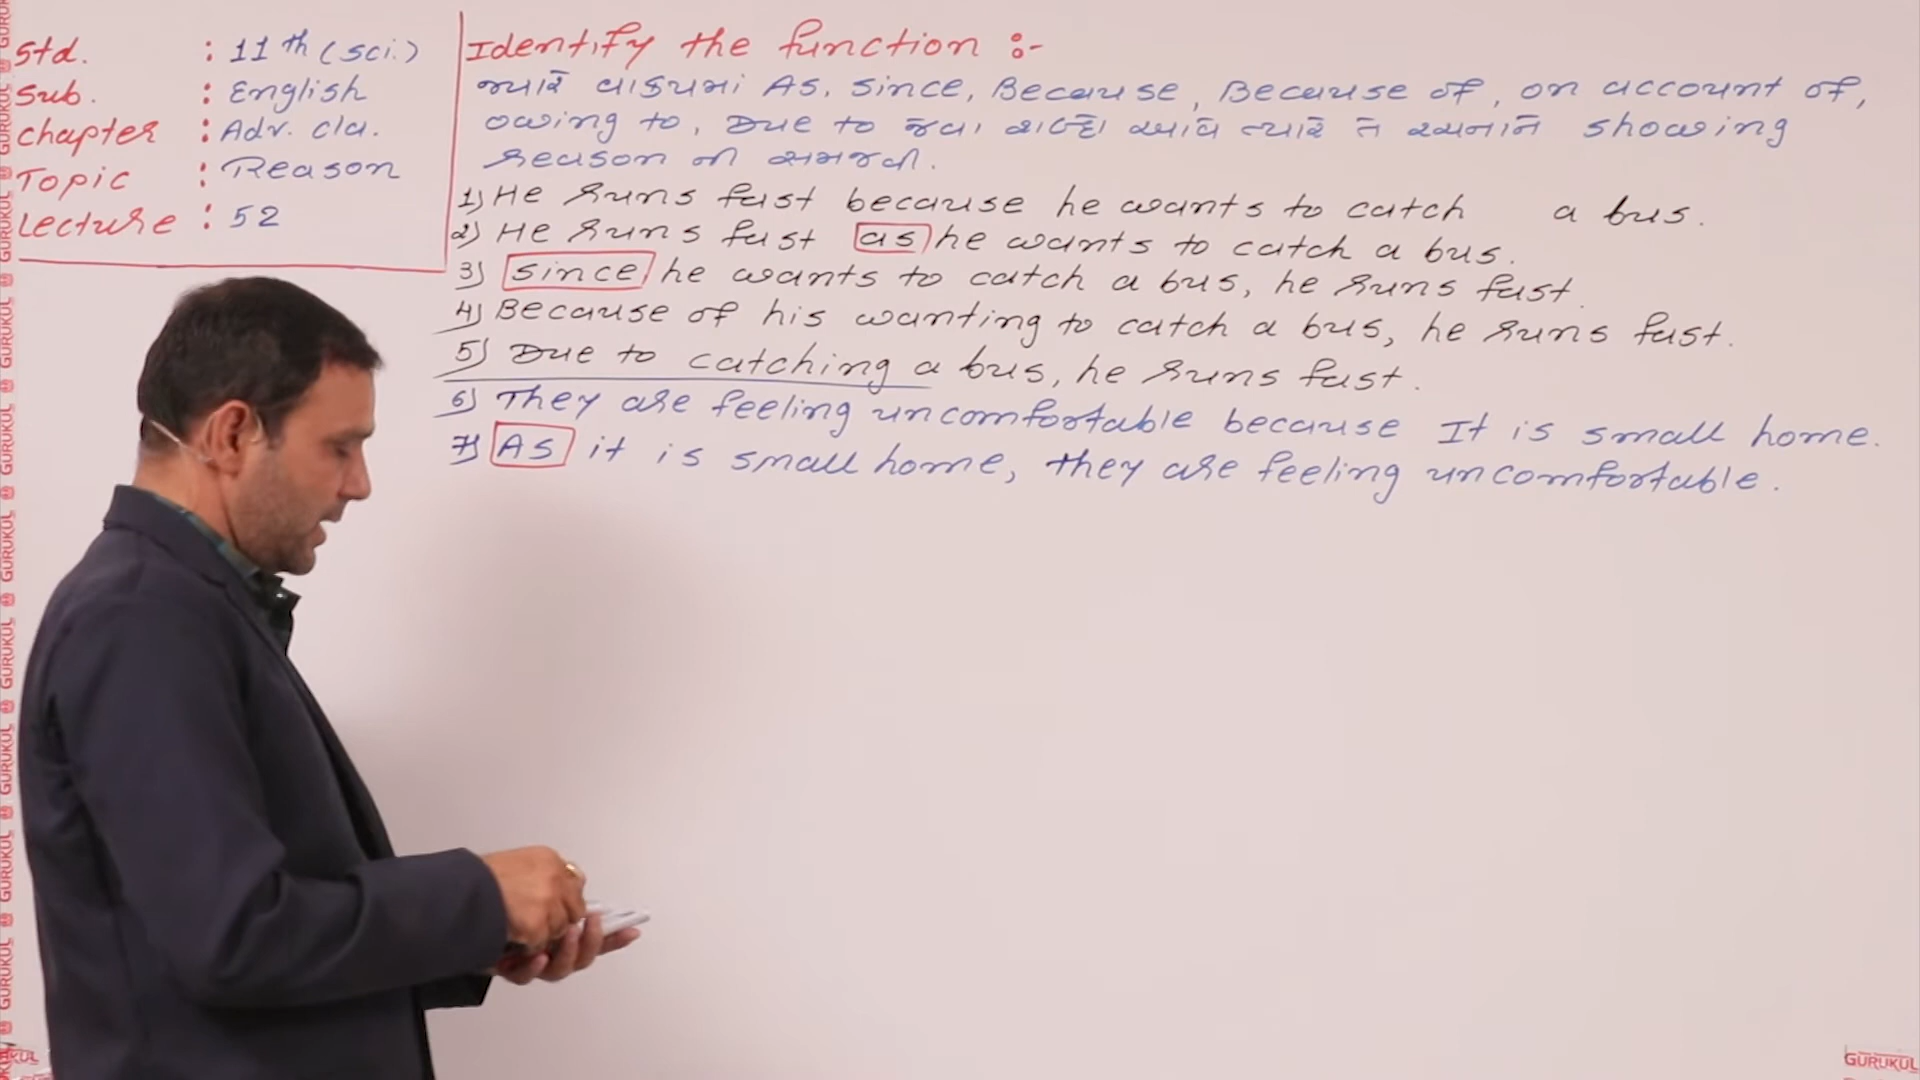 Std. : 11th (sci.)
Sub. : English
chapter : Adv. cla.
Topic : Reason
Lecture : 52
Identify the function :-
જ્યારે વાકયમાં As, since, Because, Because of, on account of,
owing to, Due to જેવા શબ્દો આવે ત્યારે તે રચનાને showing
reason ની સમજવી.
1) He runs fast because he wants to catch a bus.
2) He runs fast as he wants to catch a bus.
3) since he wants to catch a bus, he runs fast.
4) Because of his wanting to catch a bus, he runs fast.
5) Due to catching a bus, he runs fast.
6) They are feeling uncomfortable because It is small home.
7) As it is small home, they are feeling uncomfortable.
GURUKUL